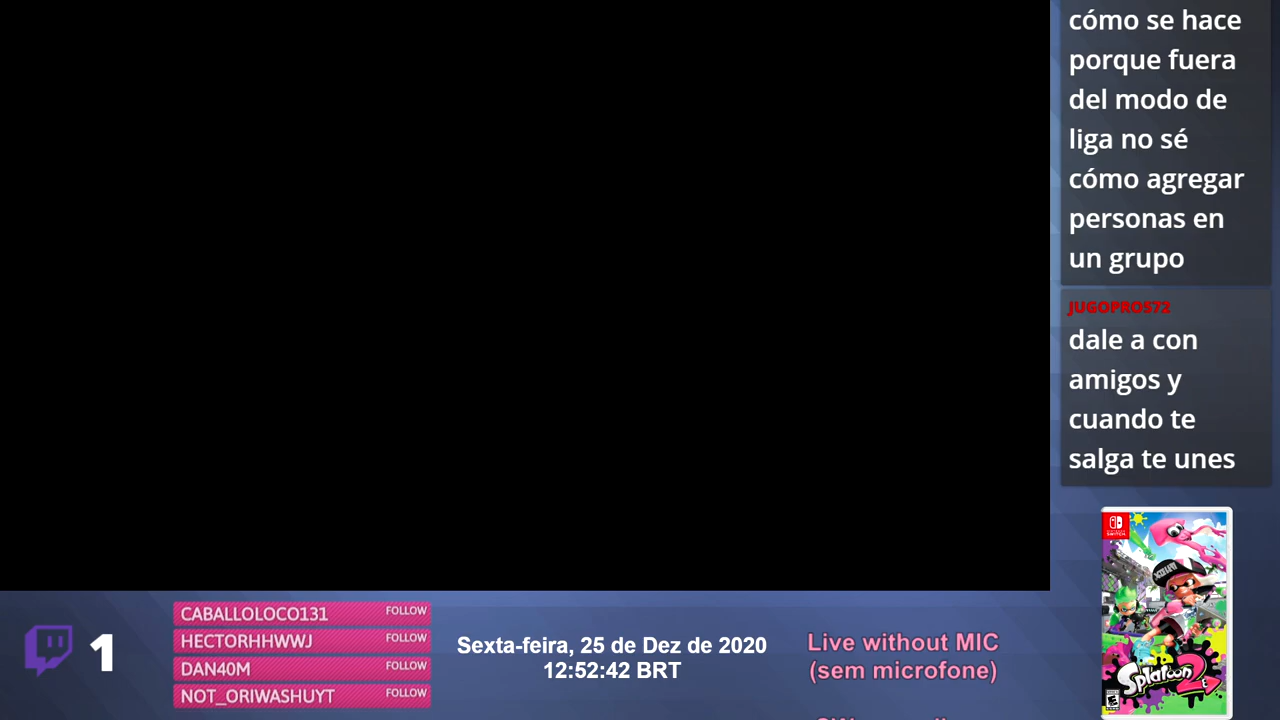 cómo se hace
porque fuera
del modo de
liga no sé
cómo agregar
personas en
un grupo
JUGOPRO572
dale a con
amigos y
cuando te
salga te unes
1
CABALLOLOCO131 FOLLOW
HECTORHHWWJ FOLLOW
DAN40M FOLLOW
NOT_ORIWASHUYT FOLLOW
Sexta-feira, 25 de Dez de 2020
12:52:42 BRT
Live without MIC
(sem microfone)
Splatoon 2